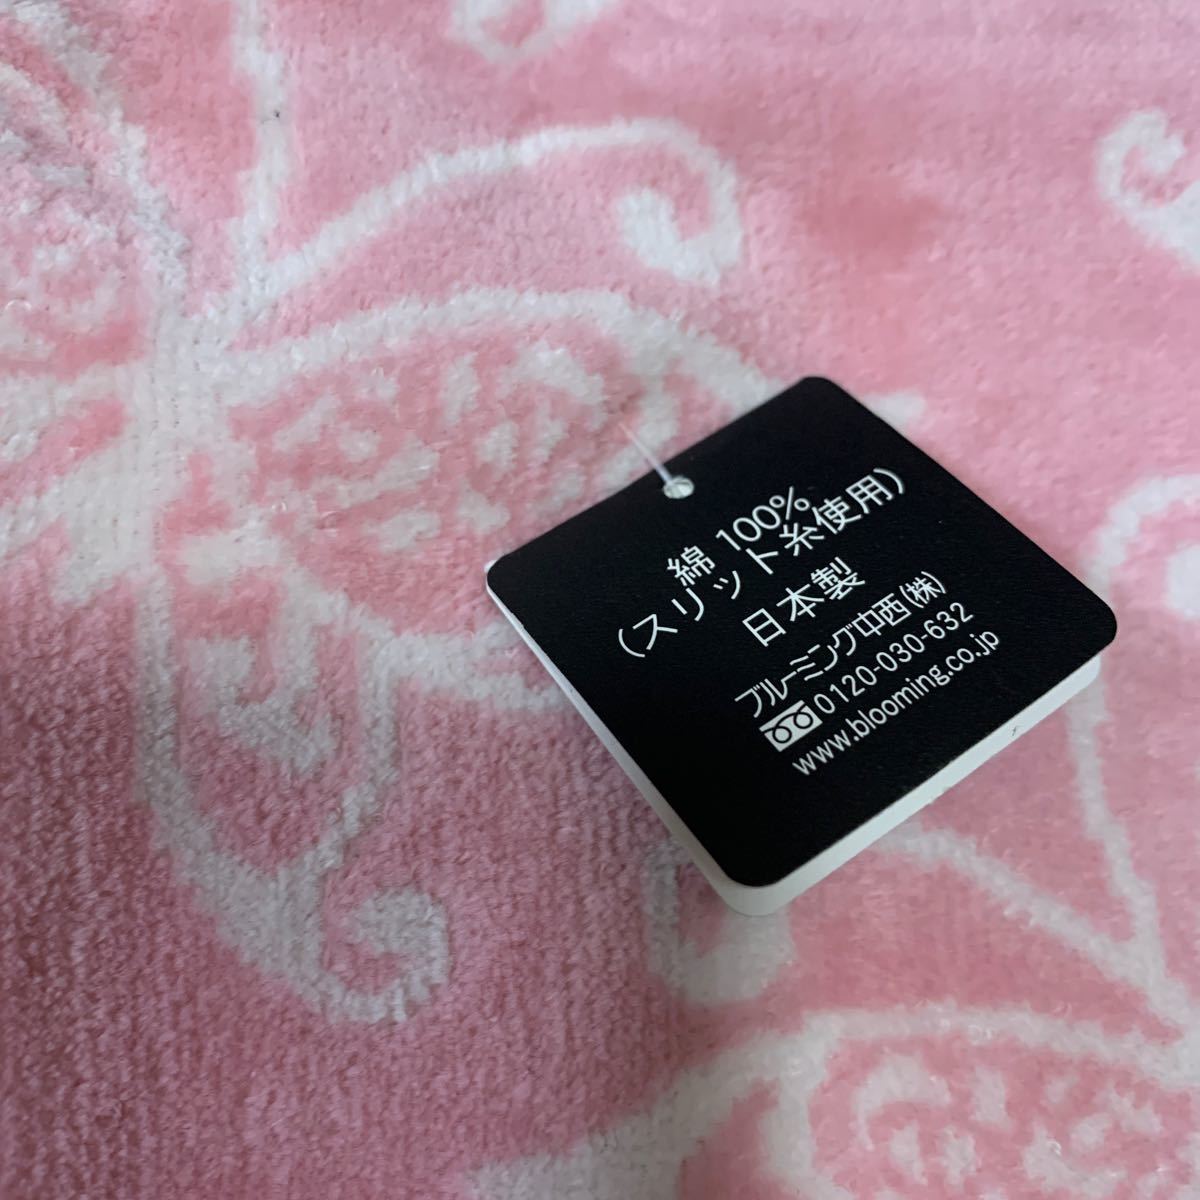 綿 100%
(スリット糸使用)
日本製
ブルーミング中西(株)
0120-030-632
www.blooming.co.jp